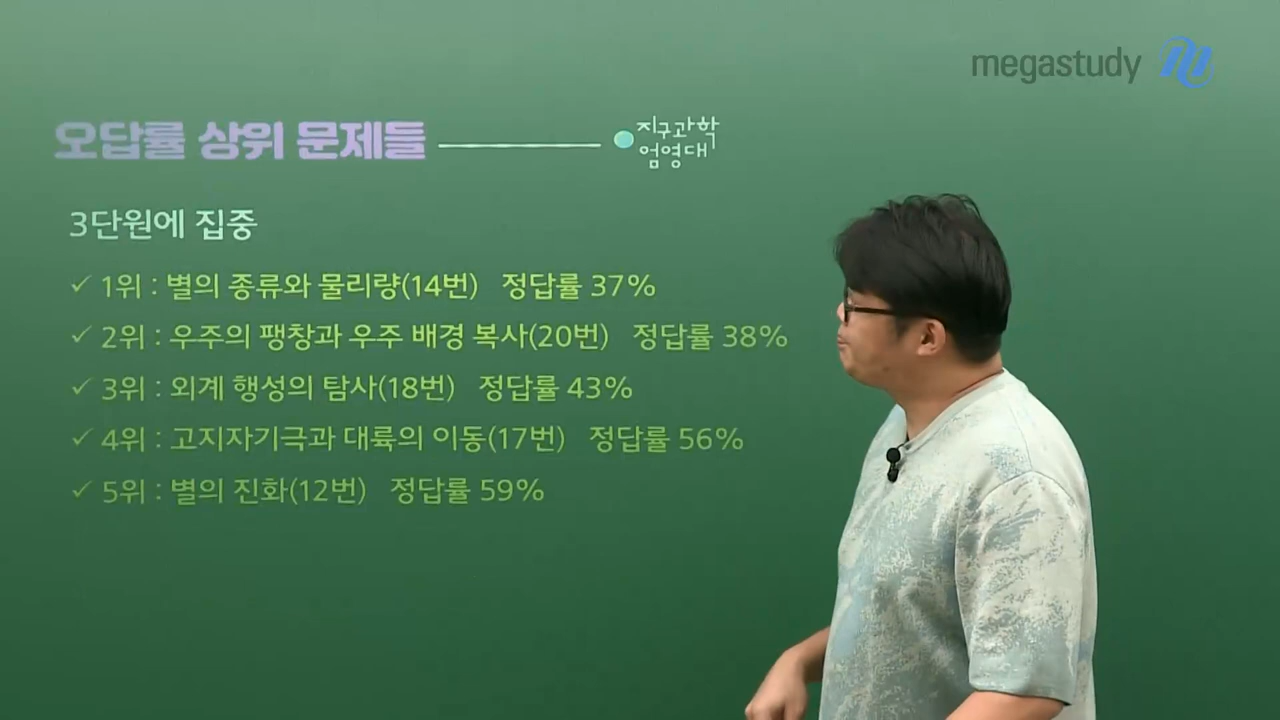 megastudy
오답률 상위 문제들
지구과학
엄영대
3단원에 집중
✓ 1위 : 별의 종류와 물리량(14번) 정답률 37%
✓ 2위 : 우주의 팽창과 우주 배경 복사(20번) 정답률 38%
✓ 3위 : 외계 행성의 탐사(18번) 정답률 43%
✓ 4위 : 고지자기극과 대륙의 이동(17번) 정답률 56%
✓ 5위 : 별의 진화(12번) 정답률 59%